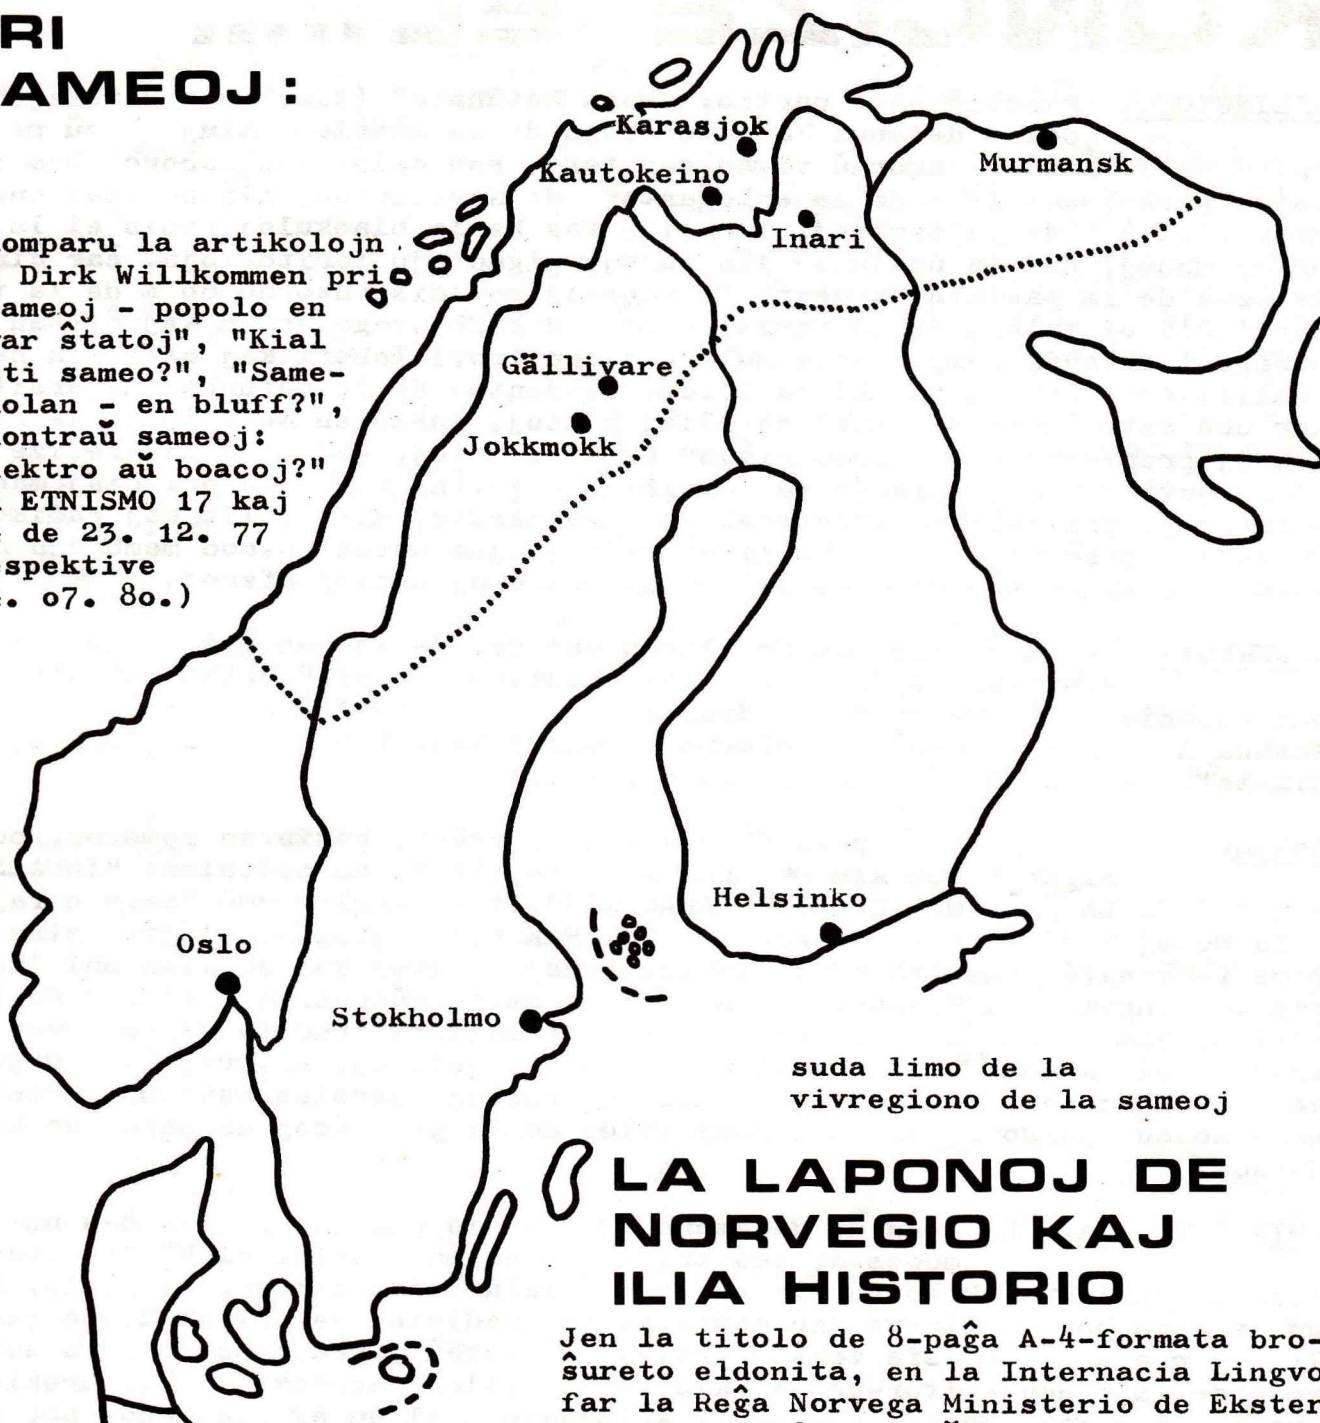 RI
AMEOJ:
omparu la artikolojn
Dirk Willkommen pri
ameoj - popolo en
var ŝtatoj", "Kial
ti sameo?", "Same-
olan - en bluff?",
ontraŭ sameoj:
lektro aŭ boacoj?"
ETNISMO 17 kaj
de 23. 12. 77
espektive
. o7. 8o.)
Karasjok
Kautokeino
Murmansk
Inari
Gällivare
Jokkmokk
Helsinko
Oslo
Stokholmo
suda limo de la
vivregiono de la sameoj
LA LAPONOJ DE
NORVEGIO KAJ
ILIA HISTORIO
Jen la titolo de 8-paĝa A-4-formata bro-
ŝureto eldonita, en la Internacia Lingvo
far la Reĝa Norvega Ministerio de Ekster